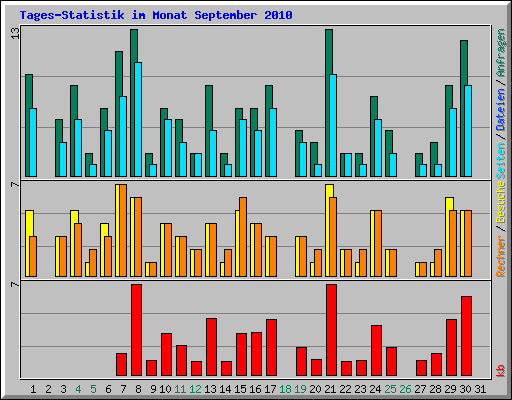 Tages-Statistik im Monat September 2010
13
7
7
Rechner / Besuche Seiten / Dateien / Anfragen
kb
1 2 3 4 5 6 7 8 9 10 11 12 13 14 15 16 17 18 19 20 21 22 23 24 25 25 26 27 28 29 30 31